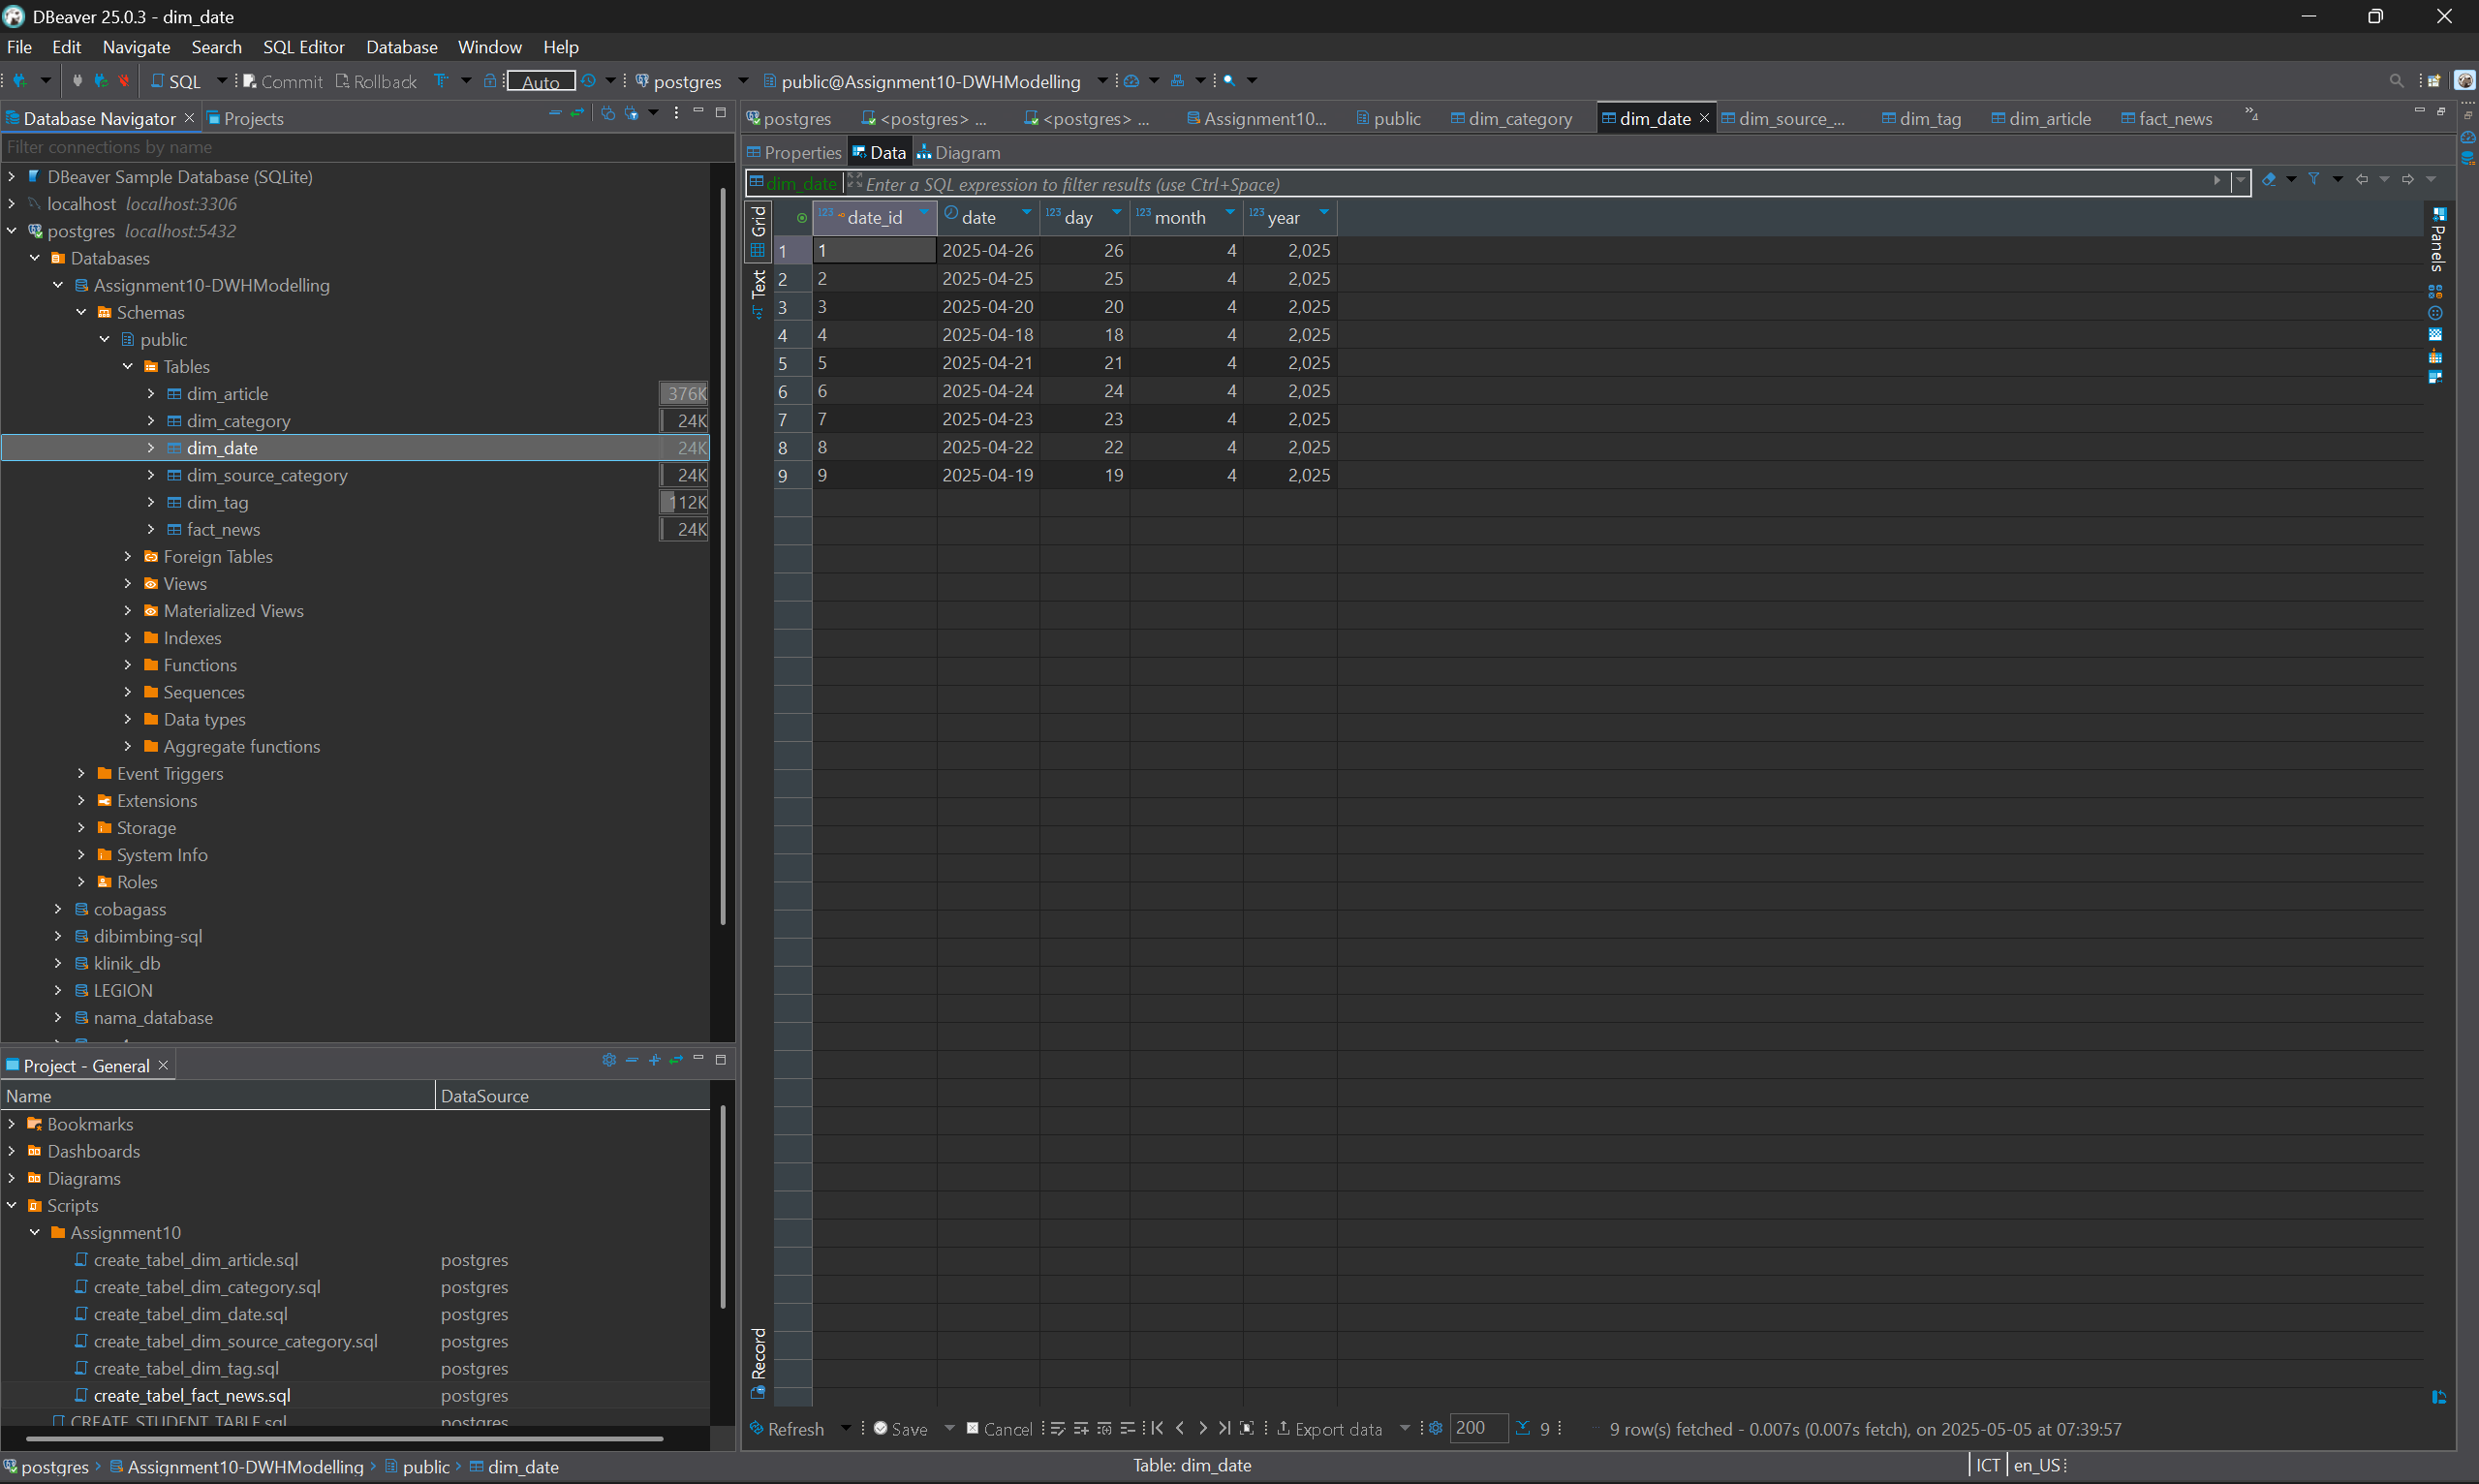 DBeaver 25.0.3 - dim_date
File Edit Navigate Search SQL Editor Database Window Help
SQL Commit Rollback Auto postgres public@Assignment10-DWHModelling
Database Navigator Projects
Filter connections by name
DBeaver Sample Database (SQLite)
localhost localhost:3306
postgres localhost:5432
Databases
Assignment10-DWHModelling
Schemas
public
Tables
dim_article 376K
dim_category 24K
dim_date 24K
dim_source_category 24K
dim_tag 112K
fact_news 24K
Foreign Tables
Views
Materialized Views
Indexes
Functions
Sequences
Data types
Aggregate functions
Event Triggers
Extensions
Storage
System Info
Roles
cobagass
dibimbing-sql
klinik_db
LEGION
nama_database
Project - General
Name DataSource
Bookmarks
Dashboards
Diagrams
Scripts
Assignment10
create_tabel_dim_article.sql postgres
create_tabel_dim_category.sql postgres
create_tabel_dim_date.sql postgres
create_tabel_dim_source_category.sql postgres
create_tabel_dim_tag.sql postgres
create_tabel_fact_news.sql postgres
CREATE_STUDENT_TABLE.sql postgres
postgres <postgres> ... <postgres> ... Assignment10... public dim_category dim_date dim_source_... dim_tag dim_article fact_news »4
Properties Data Diagram
dim_date Enter a SQL expression to filter results (use Ctrl+Space)
Grid
Text
Record
Panels
123 date_id date 123 day 123 month 123 year
1 1 2025-04-26 26 4 2,025
2 2 2025-04-25 25 4 2,025
3 3 2025-04-20 20 4 2,025
4 4 2025-04-18 18 4 2,025
5 5 2025-04-21 21 4 2,025
6 6 2025-04-24 24 4 2,025
7 7 2025-04-23 23 4 2,025
8 8 2025-04-22 22 4 2,025
9 9 2025-04-19 19 4 2,025
Refresh Save Cancel Export data 200 9 9 row(s) fetched - 0.007s (0.007s fetch), on 2025-05-05 at 07:39:57
postgres Assignment10-DWHModelling public dim_date Table: dim_date ICT en_US